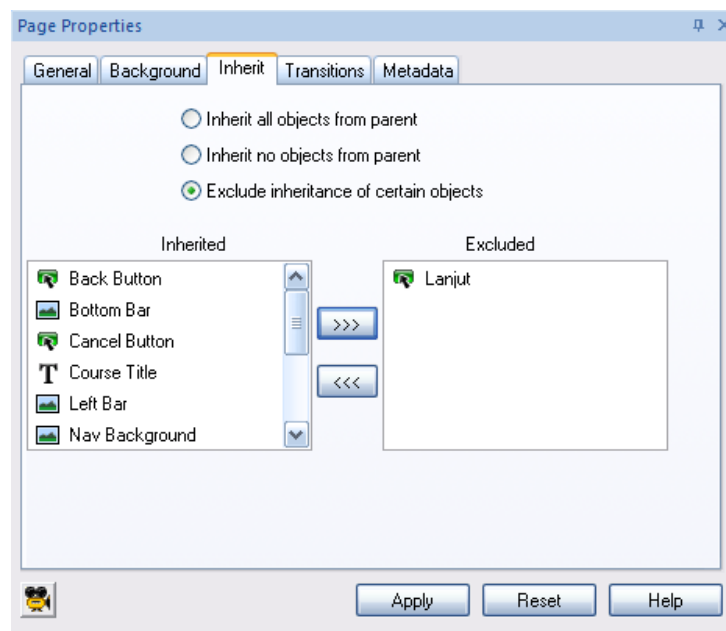 Page Properties
General Background Inherit Transitions Metadata
Inherit all objects from parent
Inherit no objects from parent
Exclude inheritance of certain objects
Inherited Excluded
Back Button Lanjut
Bottom Bar
>>>
Cancel Button
T Course Title
<<<
Left Bar
Nav Background
Apply Reset Help